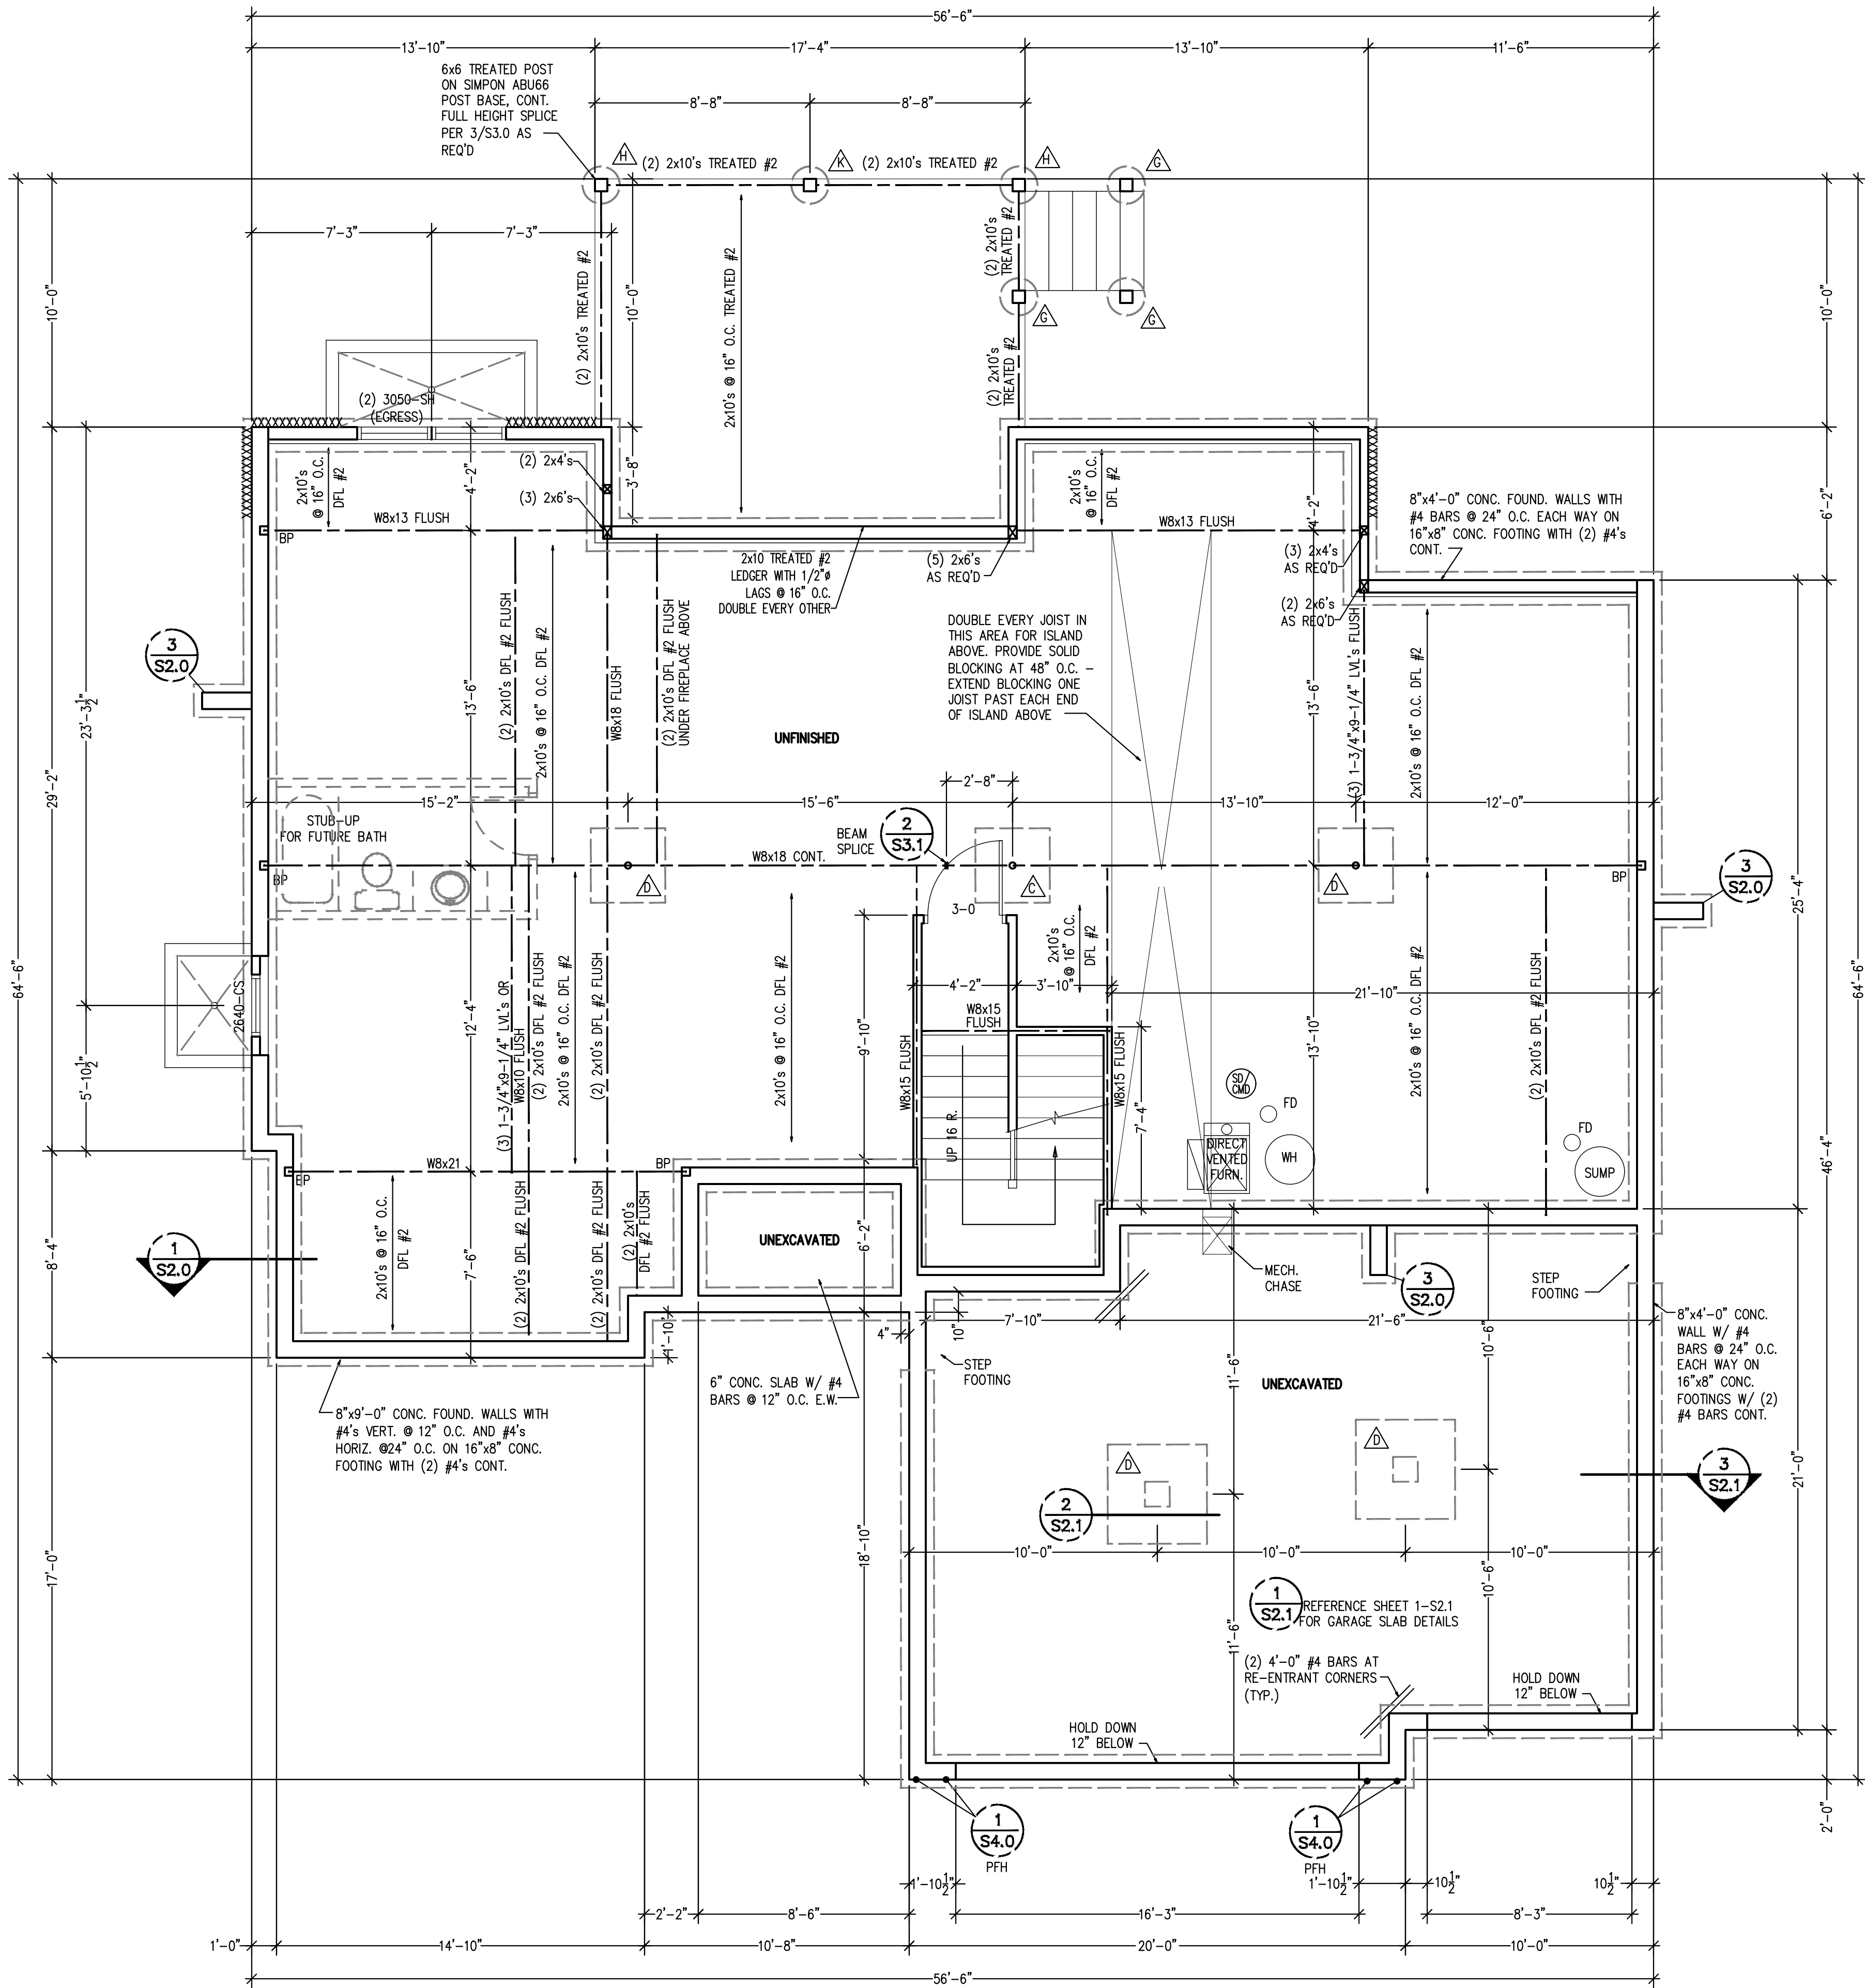 56'-6"
13'-10"
17'-4"
13'-10"
11'-6"
6x6 TREATED POST
ON SIMPON ABU66
POST BASE, CONT.
FULL HEIGHT SPLICE
PER 3/S3.0 AS
REQ'D
8'-8"
8'-8"
H
(2) 2x10's TREATED #2
K
(2) 2x10's TREATED #2
H
G
7'-3"
7'-3"
(2) 2x10's TREATED #2
10'-0"
2x10's @ 16" O.C. TREATED #2
(2) 2x10's
TREATED #2
G
G
(2) 2x10's
TREATED #2
10'-0"
10'-0"
(2) 3050-SH
(EGRESS)
2x10's
@ 16" O.C.
DFL #2
4'-2"
(2) 2x4's
(3) 2x6's
3'-8"
W8x13 FLUSH
BP
2x10's
@ 16" O.C.
DFL #2
W8x13 FLUSH
4'-2"
8"x4'-0" CONC. FOUND. WALLS WITH
#4 BARS @ 24" O.C. EACH WAY ON
16"x8" CONC. FOOTING WITH (2) #4's
CONT.
6'-2"
2x10 TREATED #2
LEDGER WITH 1/2"ø
LAGS @ 16" O.C.
DOUBLE EVERY OTHER
(5) 2x6's
AS REQ'D
(3) 2x4's
AS REQ'D
(2) 2x6's
AS REQ'D
3
S2.0
23'-3 1/2"
29'-2"
13'-6"
(2) 2x10's DFL #2 FLUSH
2x10's @ 16" O.C. DFL #2
W8x18 FLUSH
(2) 2x10's DFL #2 FLUSH
UNDER FIREPLACE ABOVE
UNFINISHED
DOUBLE EVERY JOIST IN
THIS AREA FOR ISLAND
ABOVE. PROVIDE SOLID
BLOCKING AT 48" O.C. –
EXTEND BLOCKING ONE
JOIST PAST EACH END
OF ISLAND ABOVE
13'-6"
(3) 1-3/4"x9-1/4" LVL's FLUSH
2x10's @ 16" O.C. DFL #2
15'-2"
15'-6"
2'-8"
13'-10"
12'-0"
STUB-UP
FOR FUTURE BATH
BEAM
SPLICE
2
S3.1
W8x18 CONT.
BP
D
C
D
BP
3
S2.0
3-0
2640-CS
64'-6"
5'-10 1/2"
12'-4"
(3) 1-3/4"x9-1/4" LVL's OR
W8x10 FLUSH
(2) 2x10's DFL #2 FLUSH
2x10's @ 16" O.C. DFL #2
(2) 2x10's DFL #2 FLUSH
2x10's @ 16" O.C. DFL #2
9'-10"
W8x15 FLUSH
4'-2"
3'-10"
2x10's
@ 16" O.C.
DFL #2
W8x15
FLUSH
UP 16 R.
W8x15 FLUSH
7'-4"
21'-10"
13'-10"
2x10's @ 16" O.C. DFL #2
(2) 2x10's DFL #2 FLUSH
25'-4"
46'-4"
64'-6"
SD/
CMD
FD
DIRECT
VENTED
FURN.
WH
FD
SUMP
W8x21
BP
BP
1
S2.0
8'-4"
2x10's @ 16" O.C.
DFL #2
7'-6"
(2) 2x10's DFL #2 FLUSH
(2) 2x10's DFL #2 FLUSH
(2) 2x10's
DFL #2 FLUSH
1'-10"
UNEXCAVATED
6'-2"
MECH.
CHASE
3
S2.0
STEP
FOOTING
4"
10"
7'-10"
21'-6"
8"x4'-0" CONC.
WALL W/ #4
BARS @ 24" O.C.
EACH WAY ON
16"x8" CONC.
FOOTINGS W/ (2)
#4 BARS CONT.
STEP
FOOTING
11'-6"
10'-6"
UNEXCAVATED
6" CONC. SLAB W/ #4
BARS @ 12" O.C. E.W.
8"x9'-0" CONC. FOUND. WALLS WITH
#4's VERT. @ 12" O.C. AND #4's
HORIZ. @24" O.C. ON 16"x8" CONC.
FOOTING WITH (2) #4's CONT.
D
D
2
S2.1
3
S2.1
17'-0"
18'-10"
21'-0"
10'-0"
10'-0"
10'-0"
10'-6"
11'-6"
1
S2.1
REFERENCE SHEET 1-S2.1
FOR GARAGE SLAB DETAILS
(2) 4'-0" #4 BARS AT
RE-ENTRANT CORNERS
(TYP.)
HOLD DOWN
12" BELOW
HOLD DOWN
12" BELOW
1
S4.0
PFH
1
S4.0
PFH
2'-0"
1'-10 1/2"
1'-10 1/2"
10 1/2"
10 1/2"
2'-2"
8'-6"
16'-3"
8'-3"
1'-0"
14'-10"
10'-8"
20'-0"
10'-0"
56'-6"